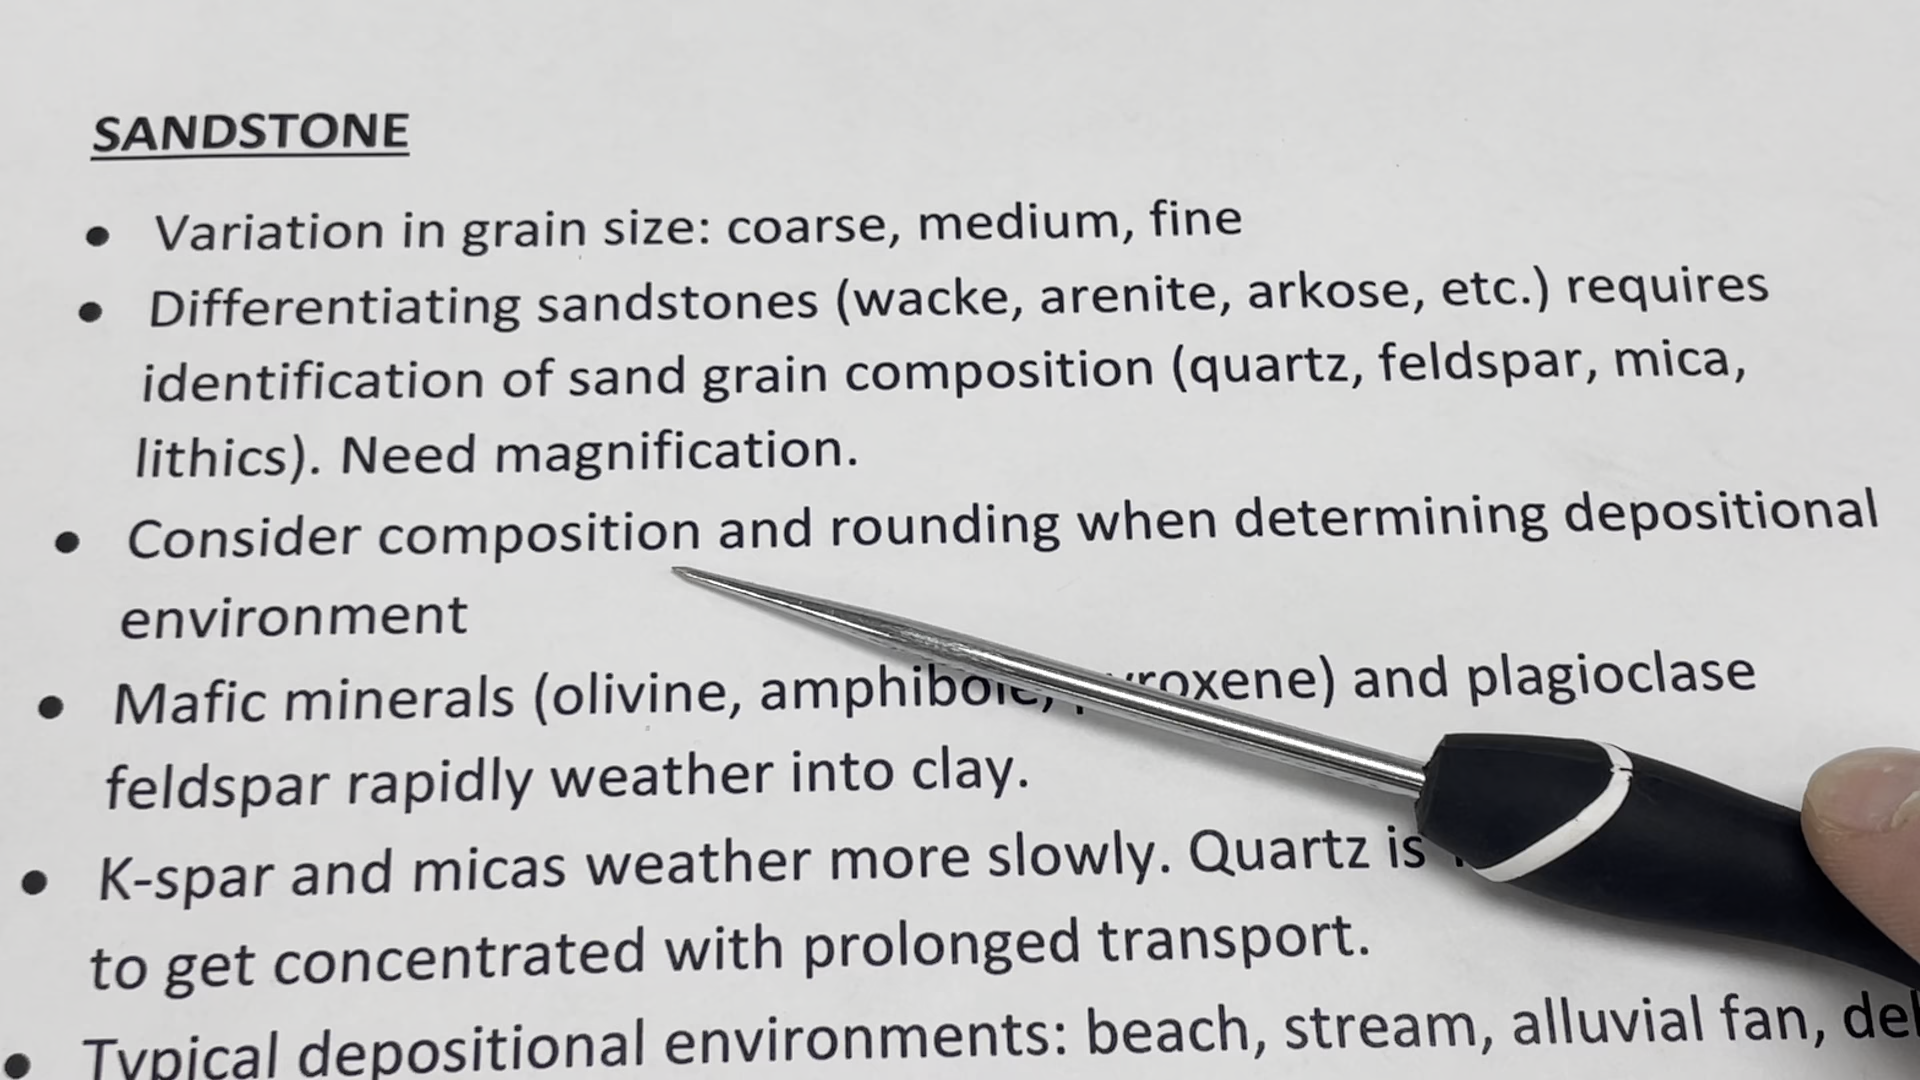 SANDSTONE
• Variation in grain size: coarse, medium, fine
• Differentiating sandstones (wacke, arenite, arkose, etc.) requires
identification of sand grain composition (quartz, feldspar, mica,
lithics). Need magnification.
• Consider composition and rounding when determining depositional
environment
• Mafic minerals (olivine, amphibole, pyroxene) and plagioclase
feldspar rapidly weather into clay.
• K-spar and micas weather more slowly. Quartz is
to get concentrated with prolonged transport.
• Typical depositional environments: beach, stream, alluvial fan,